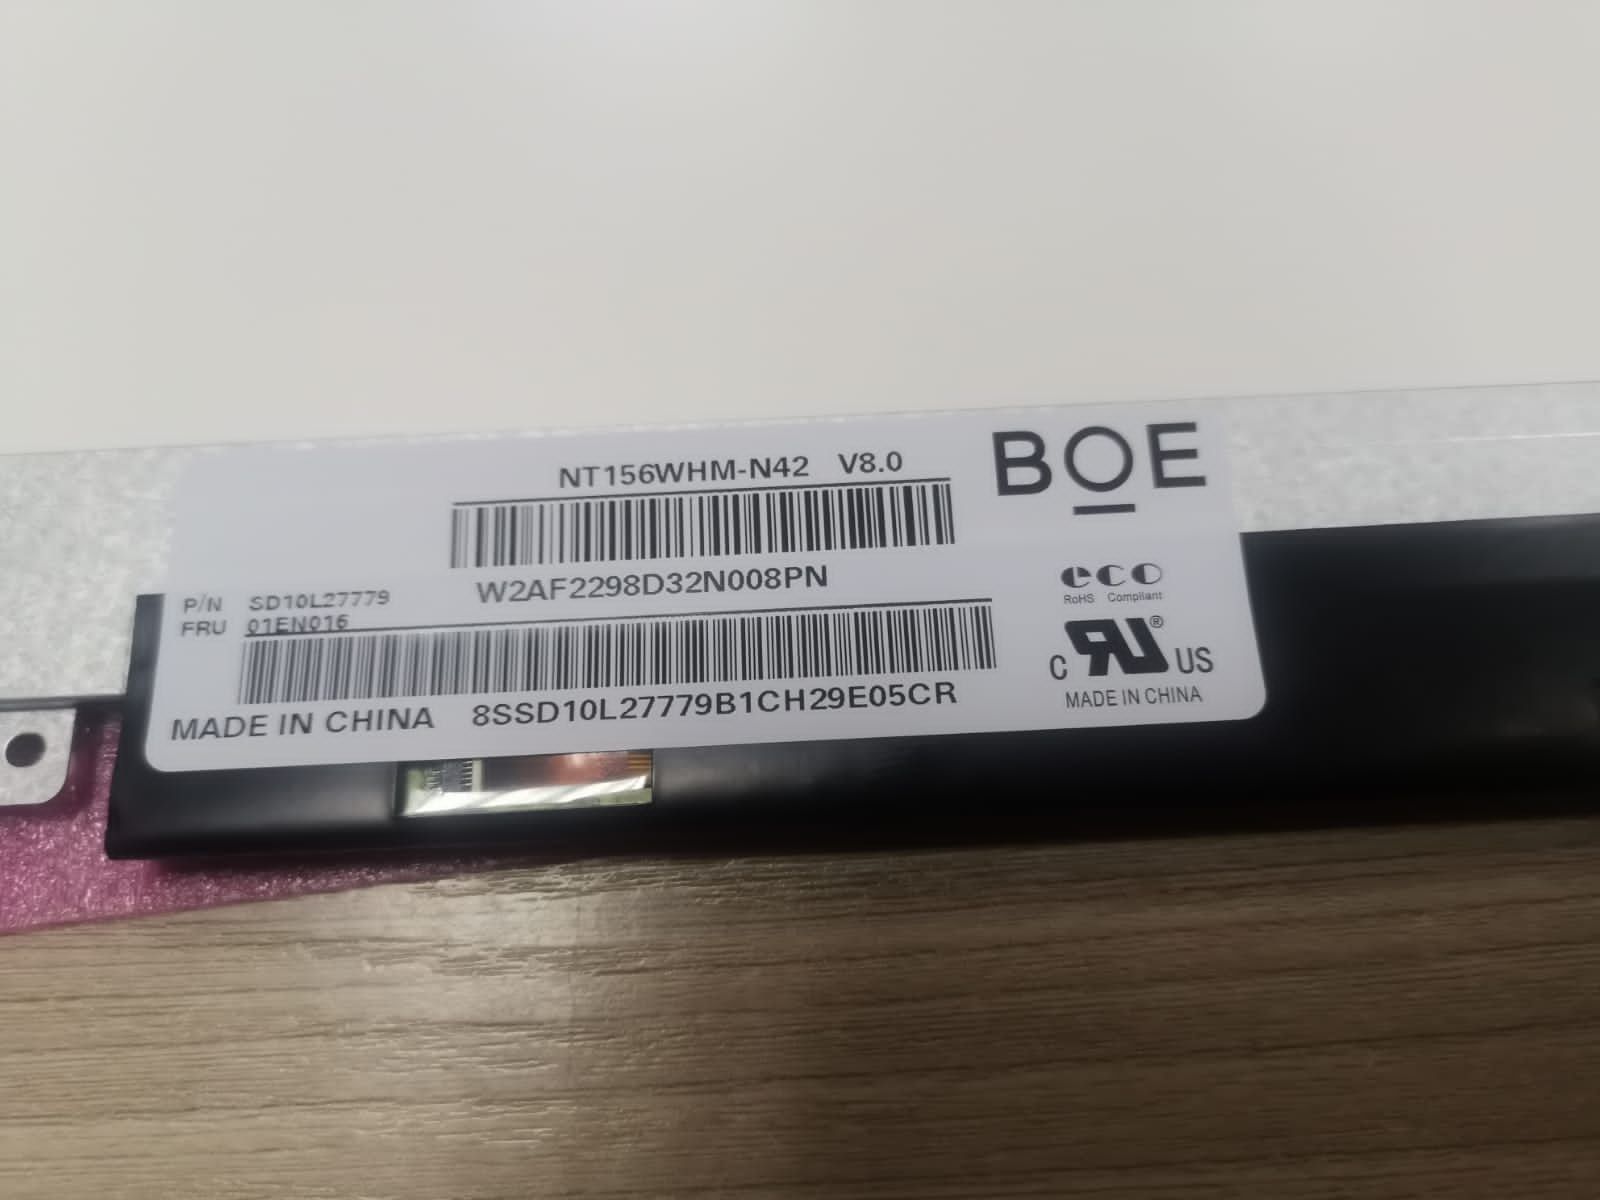 NT156WHM-N42 V8.0
BOE
W2AF2298D32N008PN
P/N SD10L27779
FRU 01EN016
8SSD10L27779B1CH29E05CR
MADE IN CHINA
eco
RoHS Compliant
C RU® US
MADE IN CHINA